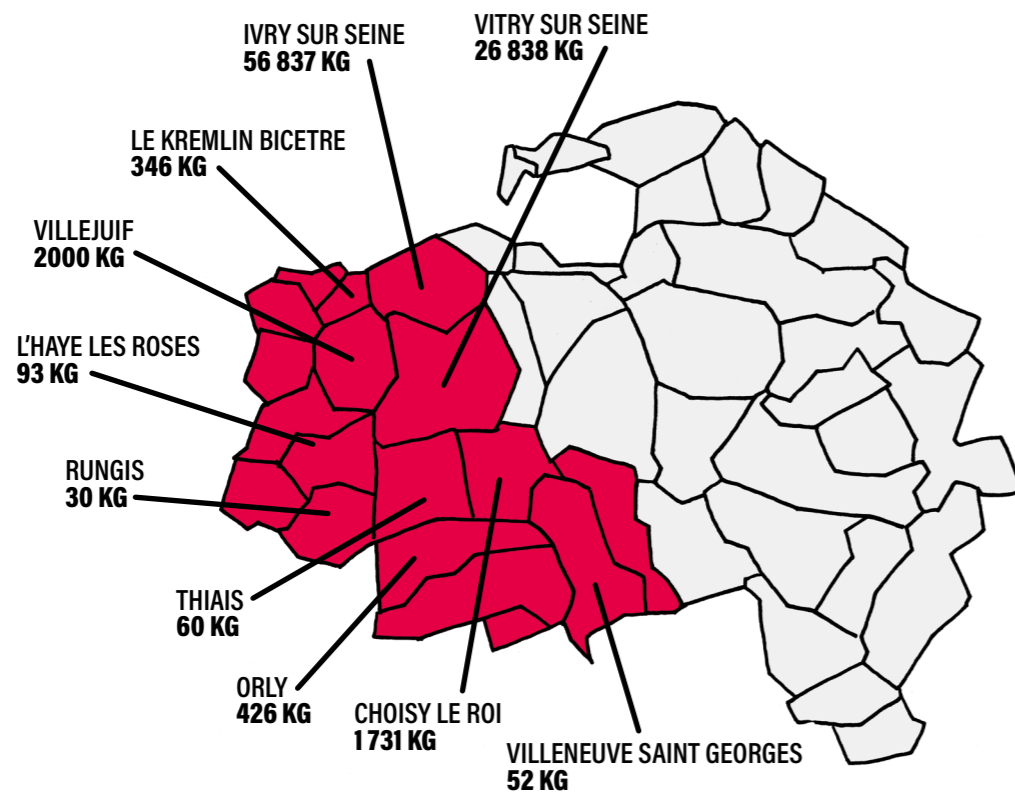 IVRY SUR SEINE
56 837 KG
VITRY SUR SEINE
26 838 KG
LE KREMLIN BICETRE
346 KG
VILLEJUIF
2000 KG
L'HAYE LES ROSES
93 KG
RUNGIS
30 KG
THIAIS
60 KG
ORLY
426 KG
CHOISY LE ROI
1 731 KG
VILLENEUVE SAINT GEORGES
52 KG